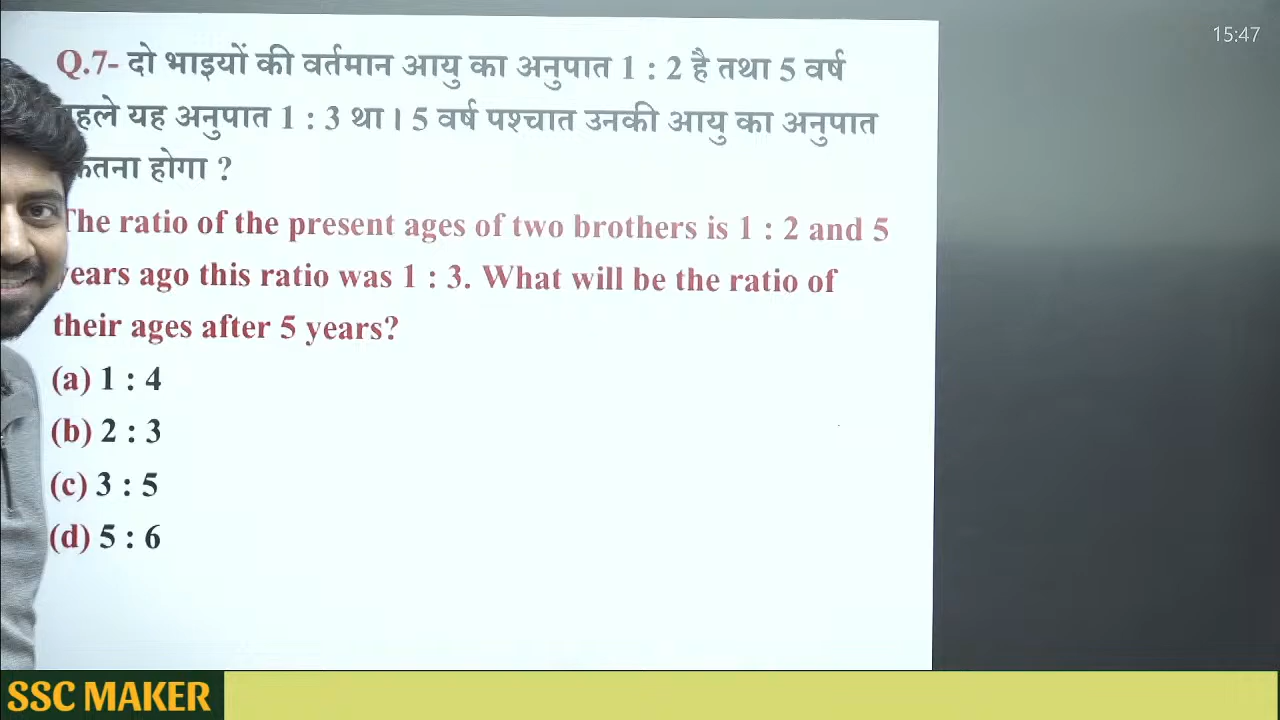 15:47
Q.7- दो भाइयों की वर्तमान आयु का अनुपात 1 : 2 है तथा 5 वर्ष
यह अनुपात 1 : 3 था। 5 वर्ष पश्चात उनकी आयु का अनुपात
होगा ?
The ratio of the present ages of two brothers is 1 : 2 and 5
years ago this ratio was 1 : 3. What will be the ratio of
their ages after 5 years?
(a) 1 : 4
(b) 2 : 3
(c) 3 : 5
(d) 5 : 6
SSC MAKER